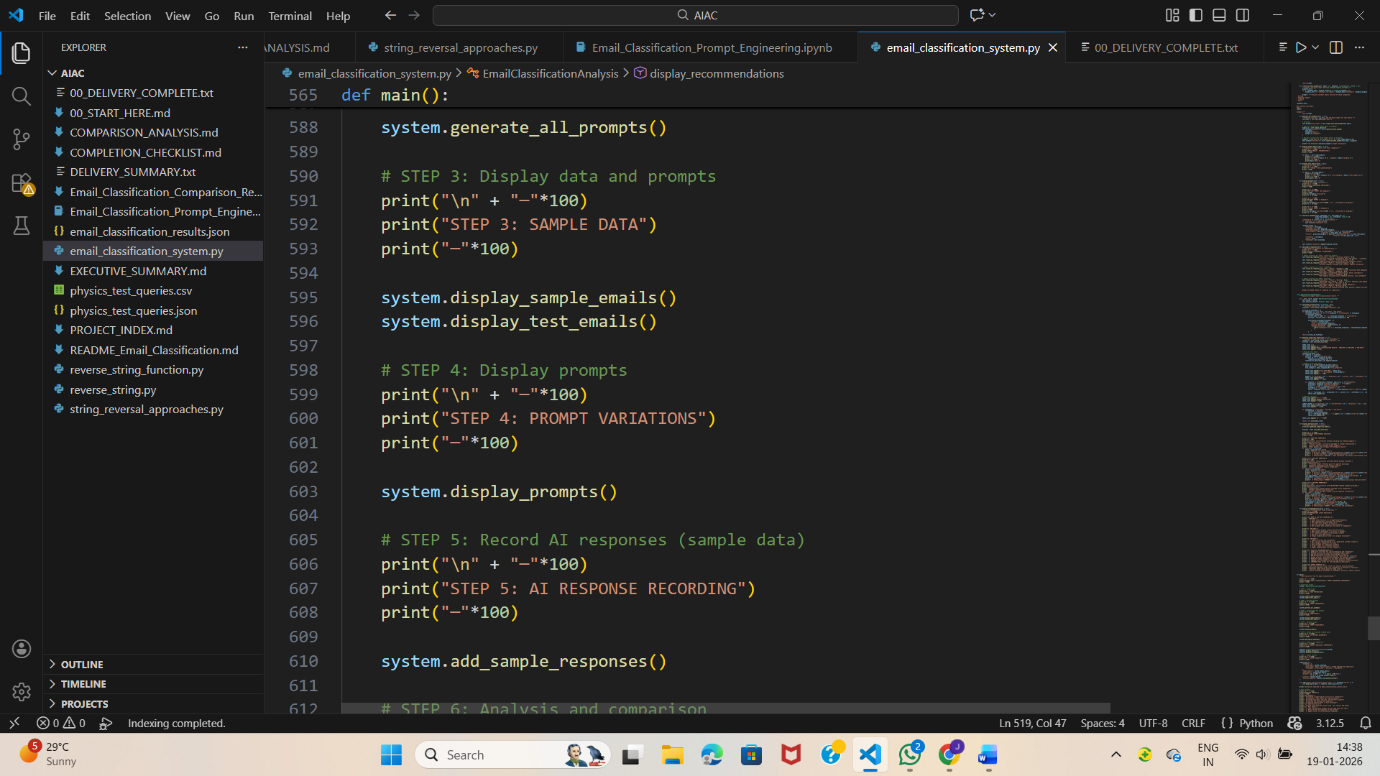 File Edit Selection View Go Run Terminal Help
AIAC
EXPLORER
ANALYSIS.md
string_reversal_approaches.py
Email_Classification_Prompt_Engineering.ipynb
email_classification_system.py
00_DELIVERY_COMPLETE.txt
email_classification_system.py > EmailClassificationAnalysis > display_recommendations
AIAC
00_DELIVERY_COMPLETE.txt
00_START_HERE.md
COMPARISON_ANALYSIS.md
COMPLETION_CHECKLIST.md
DELIVERY_SUMMARY.txt
Email_Classification_Comparison_Re...
Email_Classification_Prompt_Engine...
email_classification_results.json
email_classification_system.py
EXECUTIVE_SUMMARY.md
physics_test_queries.csv
physics_test_queries.json
PROJECT_INDEX.md
README_Email_Classification.md
reverse_string_function.py
reverse_string.py
string_reversal_approaches.py
OUTLINE
TIMELINE
PROJECTS
565 def main():
588 system.generate_all_prompts()
589
590 # STEP 3: Display data and prompts
591 print("\n" + "─"*100)
592 print("STEP 3: SAMPLE DATA")
593 print("─"*100)
594
595 system.display_sample_emails()
596 system.display_test_emails()
597
598 # STEP 4: Display prompts
599 print("\n" + "─"*100)
600 print("STEP 4: PROMPT VARIATIONS")
601 print("─"*100)
602
603 system.display_prompts()
604
605 # STEP 5: Record AI responses (sample data)
606 print("\n" + "─"*100)
607 print("STEP 5: AI RESPONSE RECORDING")
608 print("─"*100)
609
610 system.add_sample_responses()
611
612 # STEP 6: Analysis and comparison
0 0 Indexing completed.
Ln 519, Col 47 Spaces: 4 UTF-8 CRLF { } Python 3.12.5
5
29°C
Sunny
Search
2
J
ENG
IN
14:38
19-01-2026